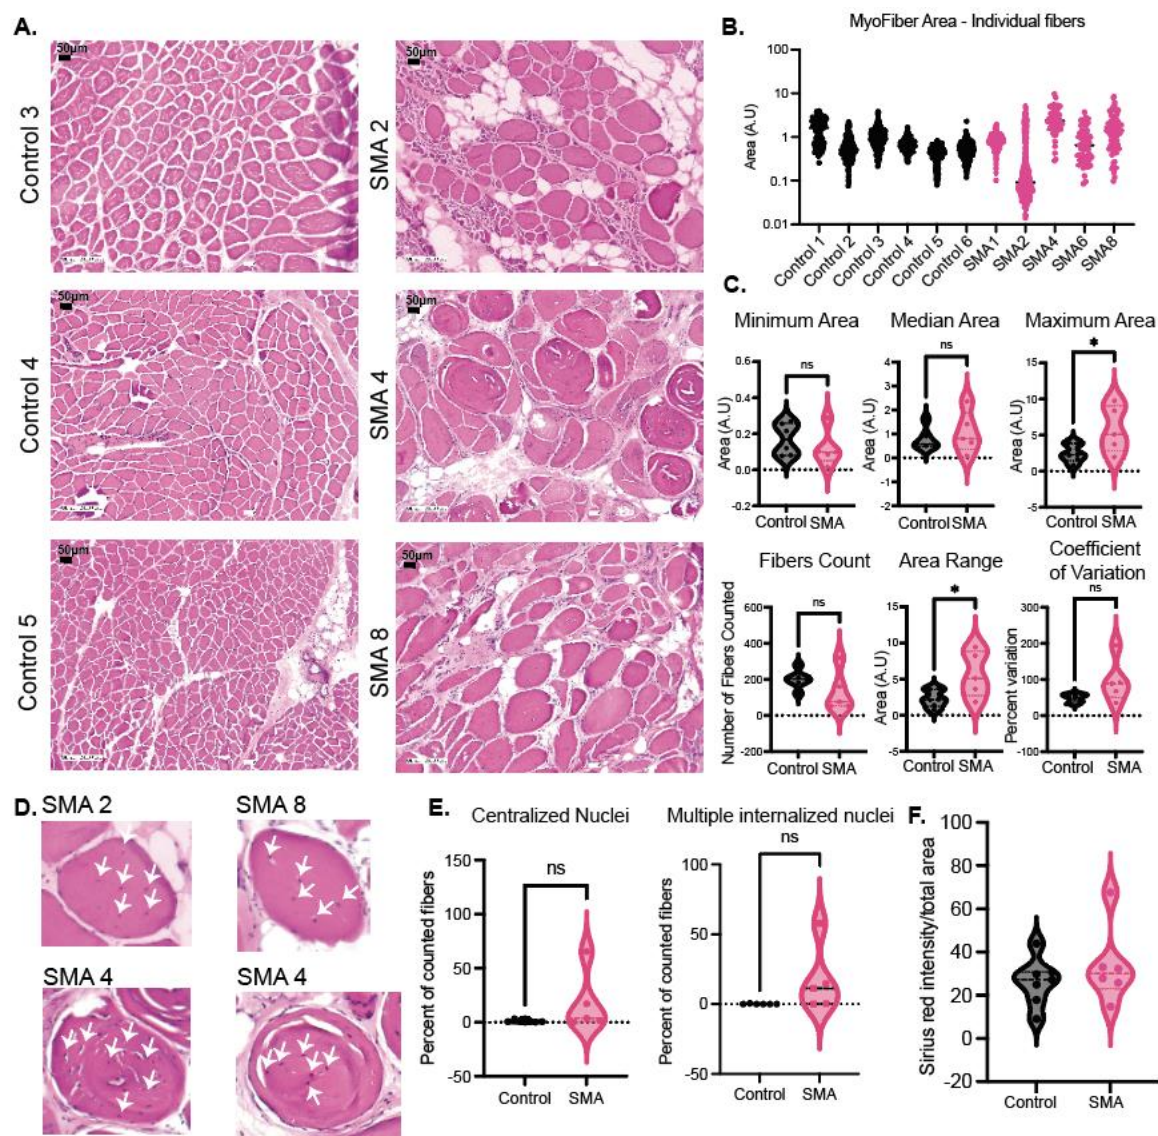 A.
Control 3
50µm
SMA 2
50µm
Control 4
50µm
SMA 4
50µm
Control 5
50µm
SMA 8
50µm
B.
MyoFiber Area - Individual fibers
Area (A.U)
10
1
0.1
0.01
Control 1
Control 2
Control 3
Control 4
Control 5
Control 6
SMA1
SMA2
SMA4
SMA6
SMA8
C.
Minimum Area
Area (A.U)
0.6
0.4
0.2
0.0
-0.2
ns
Control SMA
Median Area
Area (A.U)
4
3
2
1
0
-1
-2
ns
Control SMA
Maximum Area
Area (A.U)
15
10
5
0
-5
*
Control SMA
Fibers Count
Number of Fibers Counted
600
400
200
0
-200
ns
Control SMA
Area Range
Area (A.U)
15
10
5
0
-5
*
Control SMA
Coefficient
of Variation
Percent variation
300
200
100
0
-100
ns
Control SMA
D.
SMA 2
SMA 8
SMA 4
SMA 4
E.
Centralized Nuclei
Percent of counted fibers
150
100
50
0
-50
ns
Control SMA
Multiple internalized nuclei
Percent of counted fibers
100
50
0
-50
ns
Control SMA
F.
Sirius red intensity/total area
100
80
60
40
20
0
-20
Control SMA